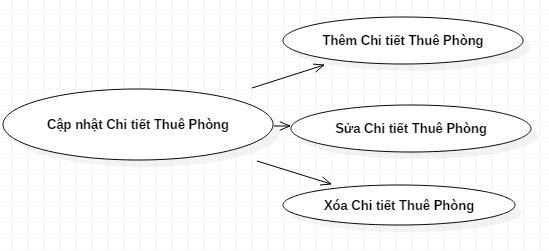 Thêm Chi tiết Thuê Phòng
Cập nhật Chi tiết Thuê Phòng
Sửa Chi tiết Thuê Phòng
Xóa Chi tiết Thuê Phòng